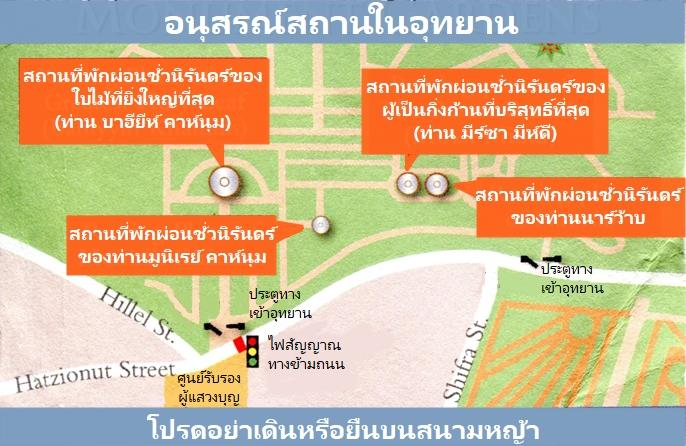 อนุสรณ์สถานในอุทยาน
สถานที่พักผ่อนชั่วนิรันดร์ของ
ใบไม้ที่ยิ่งใหญ่ที่สุด
(ท่าน บาฮียีห์ คาห์นุม)
สถานที่พักผ่อนชั่วนิรันดร์ของ
ผู้เป็นกิ่งก้านที่บริสุทธิ์ที่สุด
(ท่าน มีร์ซา มีห์ดี)
สถานที่พักผ่อนชั่วนิรันดร์
ของท่านนาร์ว้าบ
สถานที่พักผ่อนชั่วนิรันดร์
ของท่านมูนิเรย์ คาห์นุม
ประตูทาง
เข้าอุทยาน
ประตูทาง
เข้าอุทยาน
Hillel St.
ไฟสัญญาณ
ทางข้ามถนน
Hatzionut Street
Shifra St.
ศูนย์รับรอง
ผู้แสวงบุญ
โปรดอย่าเดินหรือยืนบนสนามหญ้า